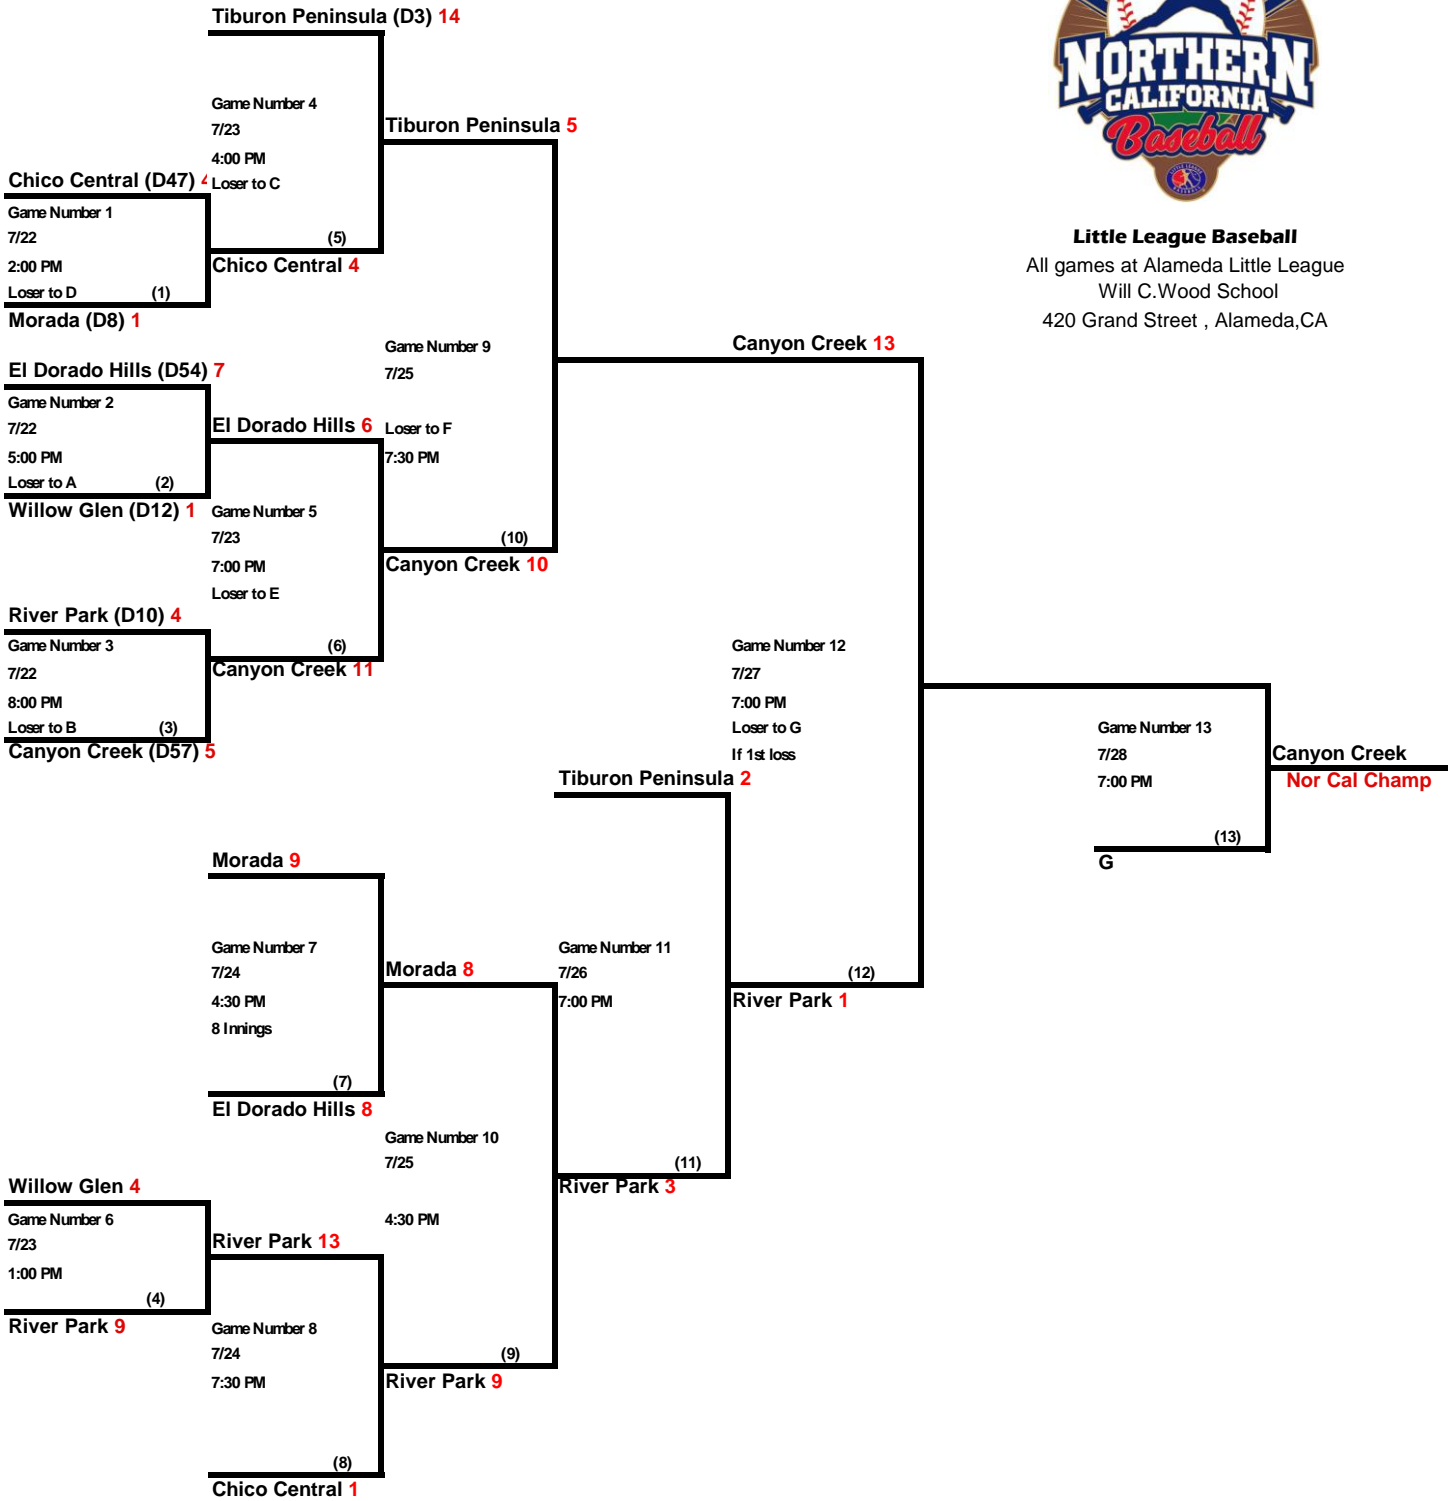 Tiburon Peninsula (D3) 14
NORTHERN
CALIFORNIA
Baseball
Game Number 4
7/23
4:00 PM
Loser to C
(5)
Tiburon Peninsula 5
Chico Central (D47) 4
Game Number 1
7/22
2:00 PM
Loser to D (1)
Morada (D8) 1
Chico Central 4
Little League Baseball
All games at Alameda Little League
Will C.Wood School
420 Grand Street , Alameda,CA
El Dorado Hills (D54) 7
Game Number 2
7/22
5:00 PM
Loser to A (2)
Willow Glen (D12) 1
Game Number 9
7/25
Loser to F
7:30 PM
(10)
Canyon Creek 13
El Dorado Hills 6
Game Number 5
7/23
7:00 PM
Loser to E
(6)
Canyon Creek 11
Canyon Creek 10
River Park (D10) 4
Game Number 3
7/22
8:00 PM
Loser to B (3)
Canyon Creek (D57) 5
Game Number 12
7/27
7:00 PM
Loser to G
If 1st loss
(12)
Game Number 13
7/28
7:00 PM
(13)
G
Canyon Creek
Nor Cal Champ
Tiburon Peninsula 2
Morada 9
Game Number 7
7/24
4:30 PM
8 Innings
(7)
El Dorado Hills 8
Morada 8
Game Number 11
7/26
7:00 PM
(11)
River Park 1
Game Number 10
7/25
4:30 PM
(9)
River Park 3
Willow Glen 4
Game Number 6
7/23
1:00 PM
(4)
River Park 9
River Park 13
Game Number 8
7/24
7:30 PM
(8)
River Park 9
Chico Central 1